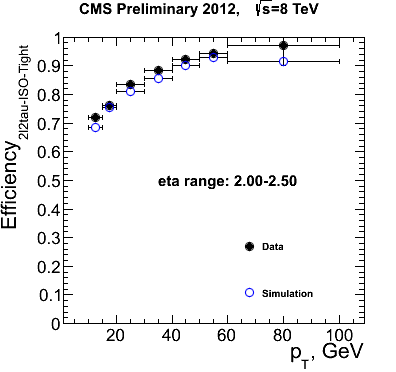 CMS Preliminary 2012, √s=8 TeV
Efficiency2l2tau-ISO-Tight
1
0.9
0.8
0.7
0.6
0.5
0.4
0.3
0.2
0.1
0
eta range: 2.00-2.50
Data
Simulation
20 40 60 80 100
pT, GeV